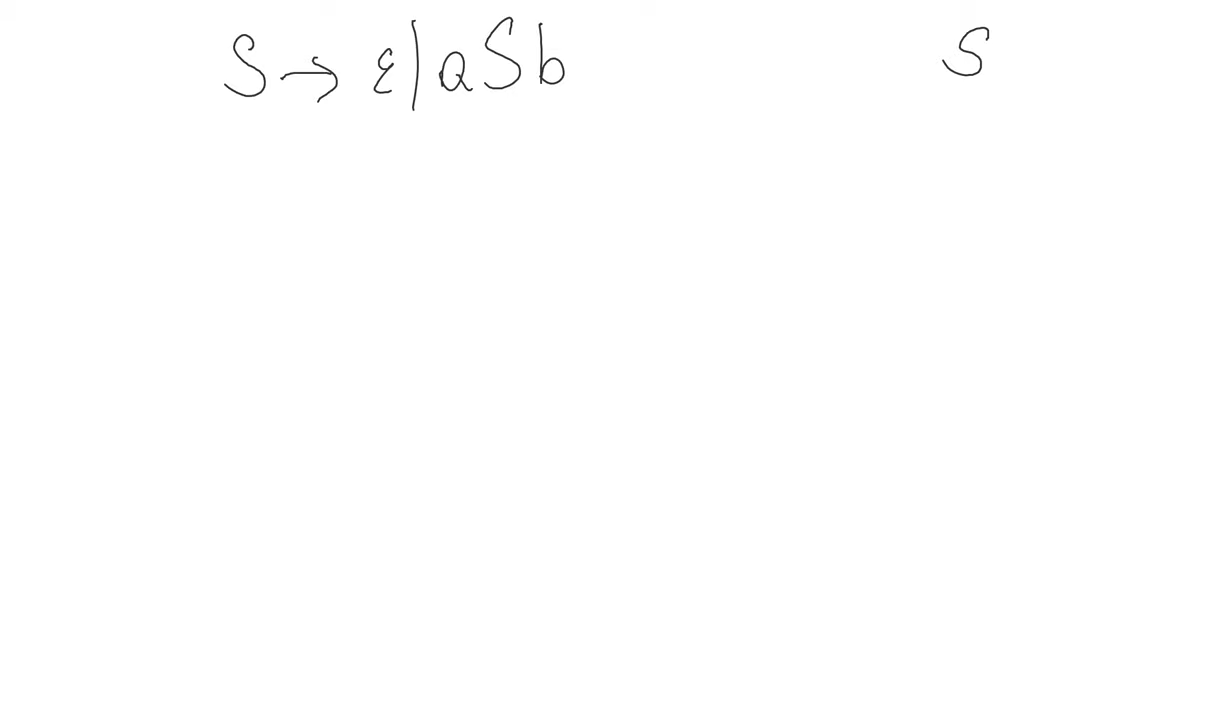 S → ε | aSb
S